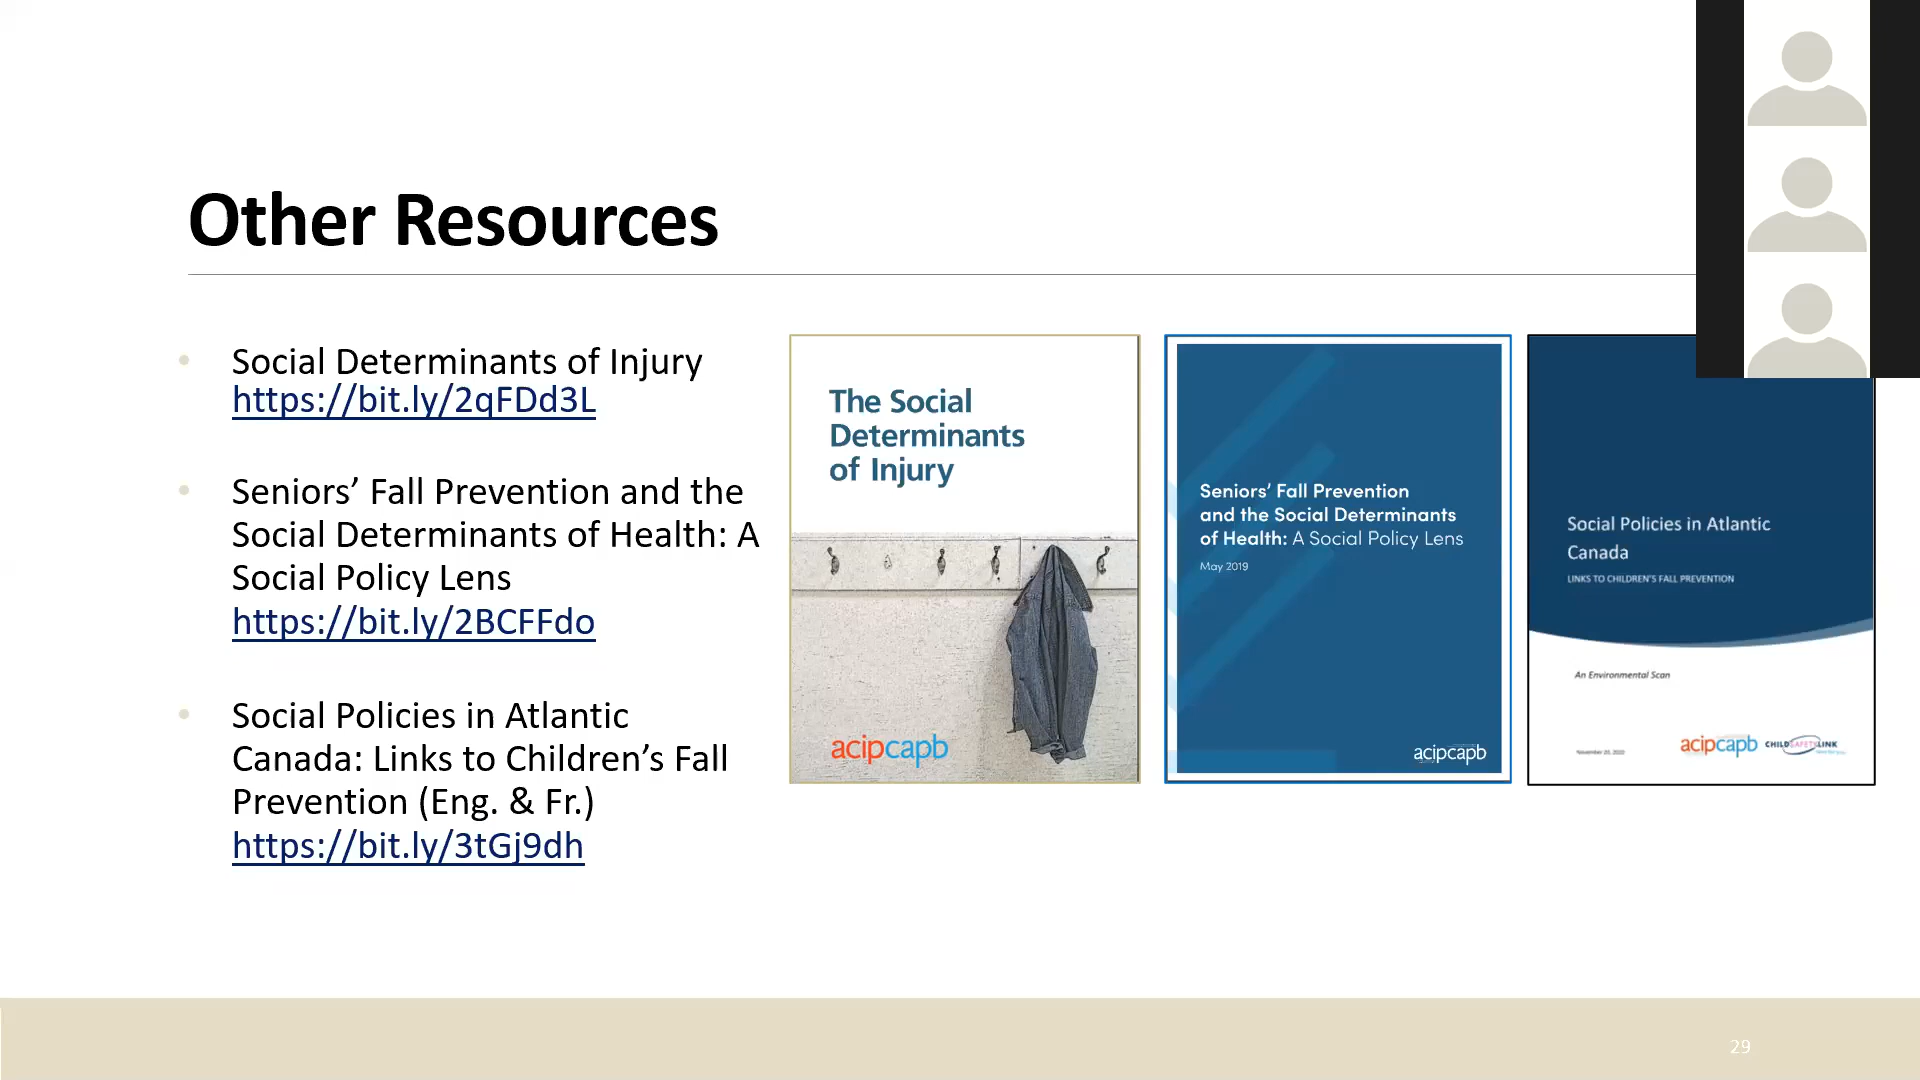 Other Resources
• Social Determinants of Injury
https://bit.ly/2qFDd3L
• Seniors’ Fall Prevention and the
Social Determinants of Health: A
Social Policy Lens
https://bit.ly/2BCFFdo
• Social Policies in Atlantic
Canada: Links to Children’s Fall
Prevention (Eng. & Fr.)
https://bit.ly/3tGj9dh
The Social
Determinants
of Injury
acipcapb
Seniors’ Fall Prevention
and the Social Determinants
of Health: A Social Policy Lens
May 2019
acipcapb
Social Policies in Atlantic
Canada
LINKS TO CHILDREN’S FALL PREVENTION
An Environmental Scan
acipcapb CHILD SAFETY LINK
29